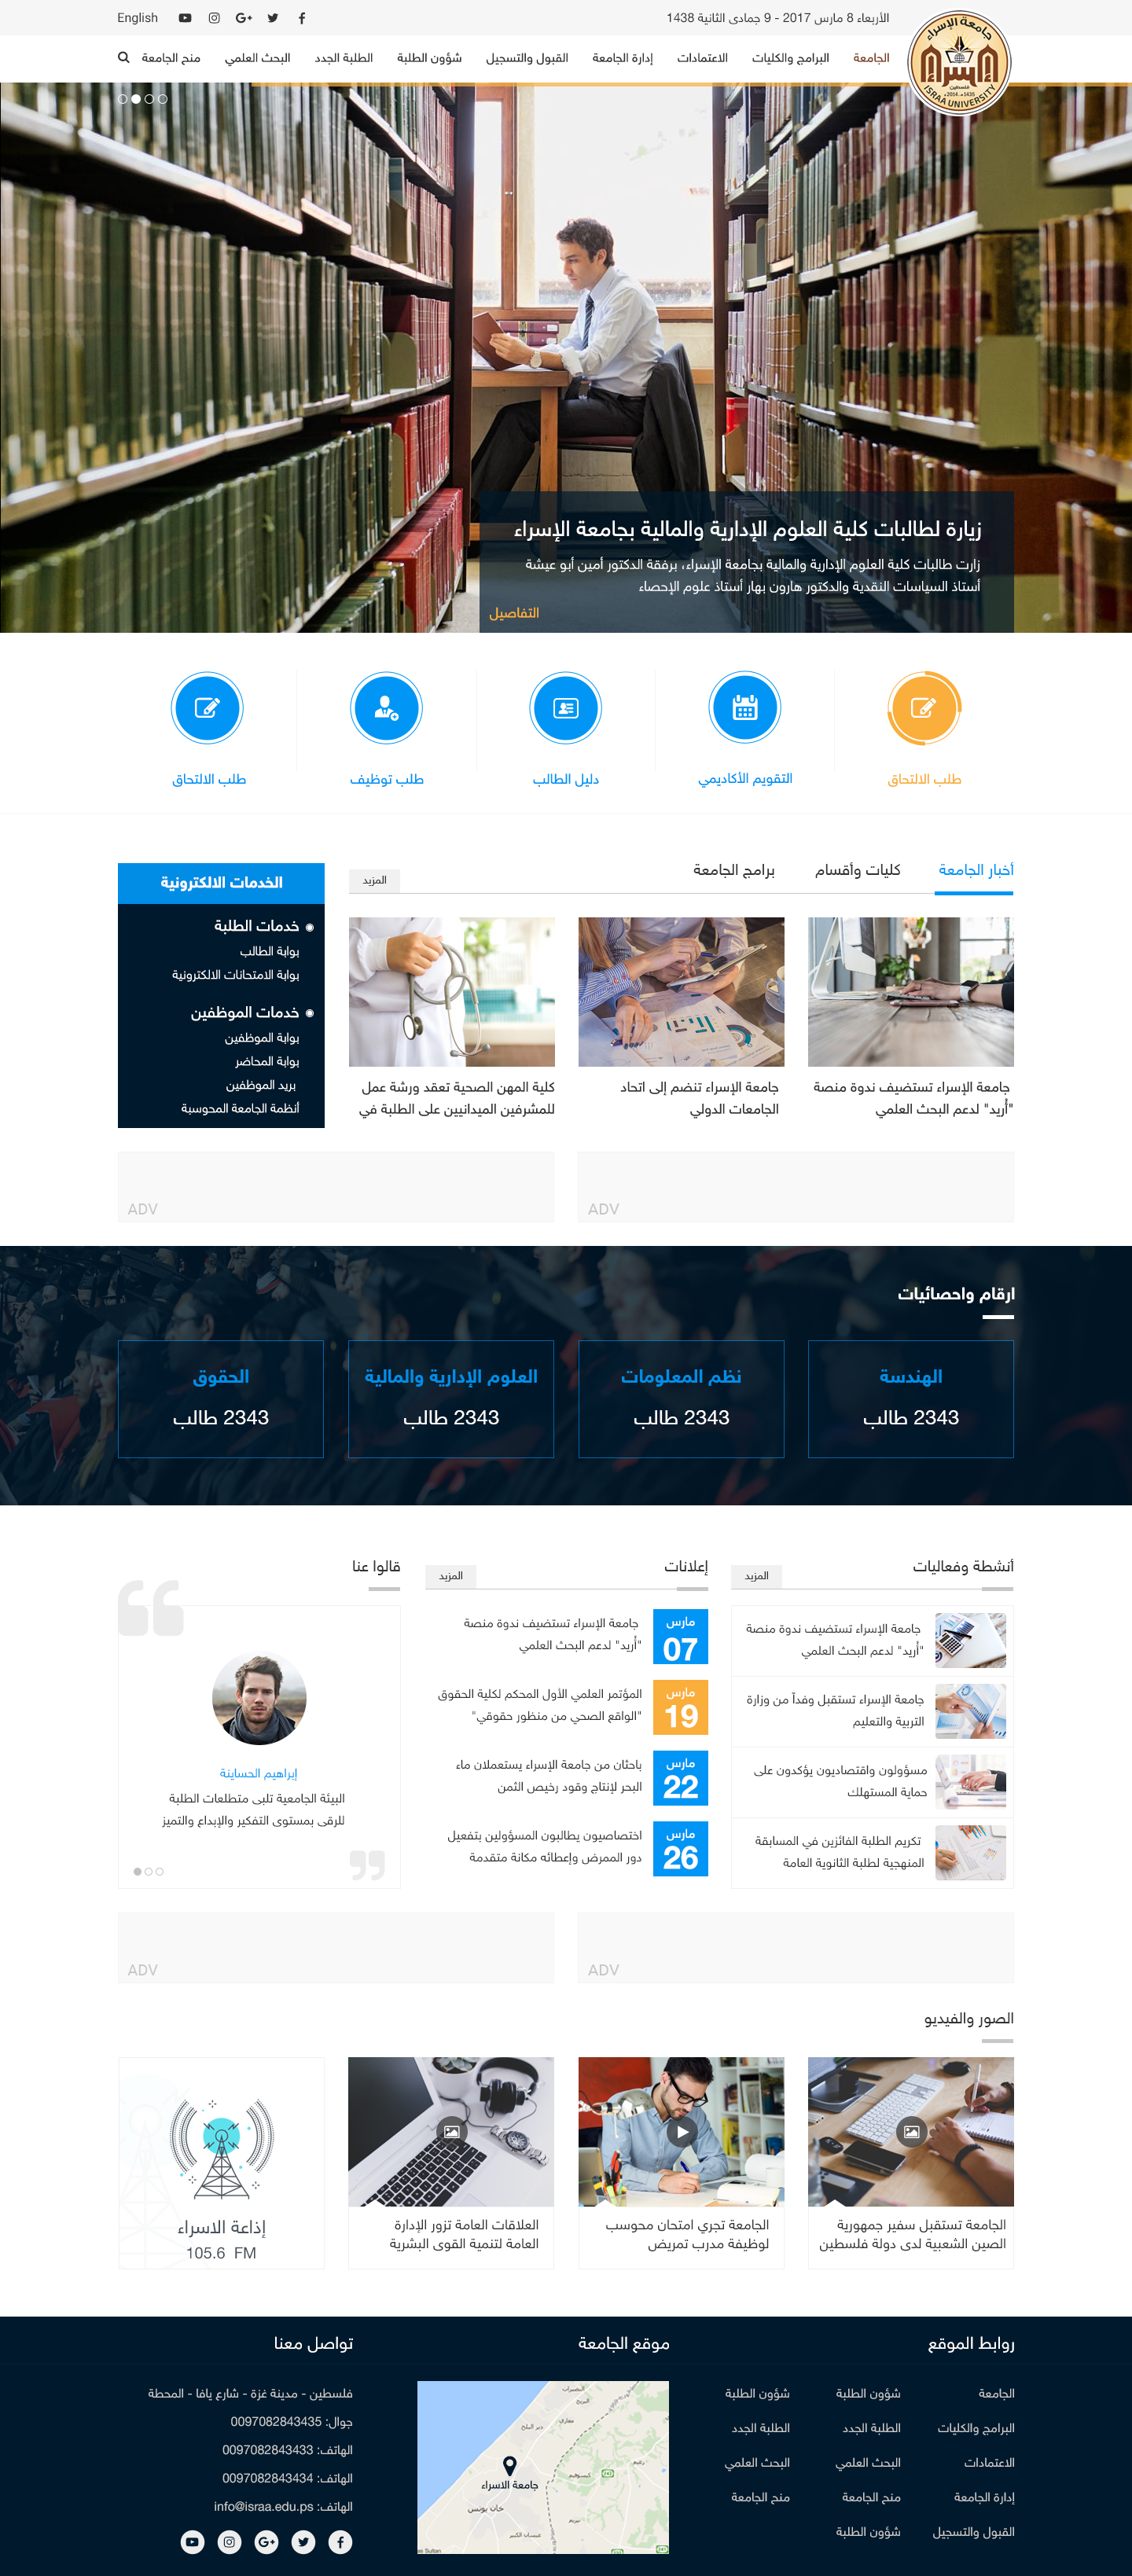 الأربعاء 8 مارس 2017 - 9 جمادى الثانية 1438
English
جامعة الإسراء
فلسطين
ISRAA UNIVERSITY
الجامعة
البرامج والكليات
الاعتمادات
إدارة الجامعة
القبول والتسجيل
شؤون الطلبة
الطلبة الجدد
البحث العلمي
منح الجامعة
زيارة لطالبات كلية العلوم الإدارية والمالية بجامعة الإسراء
زارت طالبات كلية العلوم الإدارية والمالية بجامعة الإسراء، برفقة الدكتور أمين أبو عيشة
أستاذ السياسات النقدية والدكتور هارون بهار أستاذ علوم الإحصاء
التفاصيل
طلب الالتحاق
التقويم الأكاديمي
دليل الطالب
طلب توظيف
طلب الالتحاق
أخبار الجامعة
كليات وأقسام
برامج الجامعة
المزيد
جامعة الإسراء تستضيف ندوة منصة
"أريد" لدعم البحث العلمي
جامعة الإسراء تنضم إلى اتحاد
الجامعات الدولي
كلية المهن الصحية تعقد ورشة عمل
للمشرفين الميدانيين على الطلبة في
الخدمات الالكترونية
خدمات الطلبة
بوابة الطالب
بوابة الامتحانات الالكترونية
خدمات الموظفين
بوابة الموظفين
بوابة المحاضر
بريد الموظفين
أنظمة الجامعة المحوسبة
ADV
ADV
ارقام واحصائيات
الهندسة
2343 طالب
نظم المعلومات
2343 طالب
العلوم الإدارية والمالية
2343 طالب
الحقوق
2343 طالب
أنشطة وفعاليات
المزيد
جامعة الإسراء تستضيف ندوة منصة
"أريد" لدعم البحث العلمي
جامعة الإسراء تستقبل وفداً من وزارة
التربية والتعليم
مسؤولون واقتصاديون يؤكدون على
حماية المستهلك
تكريم الطلبة الفائزين في المسابقة
المنهجية لطلبة الثانوية العامة
إعلانات
المزيد
مارس
07
جامعة الإسراء تستضيف ندوة منصة
"أريد" لدعم البحث العلمي
مارس
19
المؤتمر العلمي الأول المحكم لكلية الحقوق
"الواقع الصحي من منظور حقوقي"
مارس
22
باحثان من جامعة الإسراء يستعملان ماء
البحر لإنتاج وقود رخيص الثمن
مارس
26
اختصاصيون يطالبون المسؤولين بتفعيل
دور الممرض وإعطائه مكانة متقدمة
قالوا عنا
إبراهيم الحساينة
البيئة الجامعية تلبى متطلعات الطلبة
للرقى بمستوى التفكير والإبداع والتميز
ADV
ADV
الصور والفيديو
الجامعة تستقبل سفير جمهورية
الصين الشعبية لدى دولة فلسطين
الجامعة تجري امتحان محوسب
لوظيفة مدرب تمريض
العلاقات العامة تزور الإدارة
العامة لتنمية القوى البشرية
إذاعة الاسراء
105.6 FM
روابط الموقع
الجامعة
البرامج والكليات
الاعتمادات
إدارة الجامعة
القبول والتسجيل
شؤون الطلبة
الطلبة الجدد
البحث العلمي
منح الجامعة
شؤون الطلبة
شؤون الطلبة
الطلبة الجدد
البحث العلمي
منح الجامعة
موقع الجامعة
دير البلح
جامعة الاسراء
خان يونس
تواصل معنا
فلسطين - مدينة غزة - شارع يافا - المحطة
جوال: 0097082843435
الهاتف: 0097082843433
الهاتف: 0097082843434
الهاتف: info@israa.edu.ps